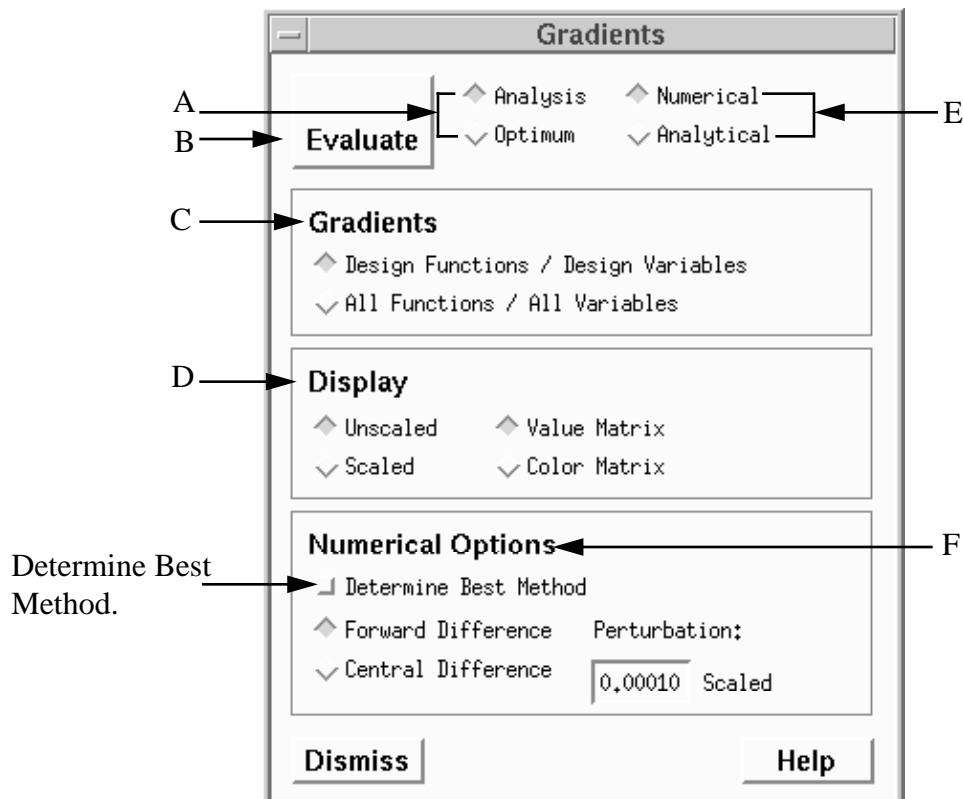 Gradients
A
B
Evaluate
Analysis
Numerical
Optimum
Analytical
E
C
Gradients
Design Functions / Design Variables
All Functions / All Variables
D
Display
Unscaled
Value Matrix
Scaled
Color Matrix
Numerical Options
F
Determine Best
Method.
Determine Best Method
Forward Difference
Perturbation:
Central Difference
0.00010
Scaled
Dismiss
Help